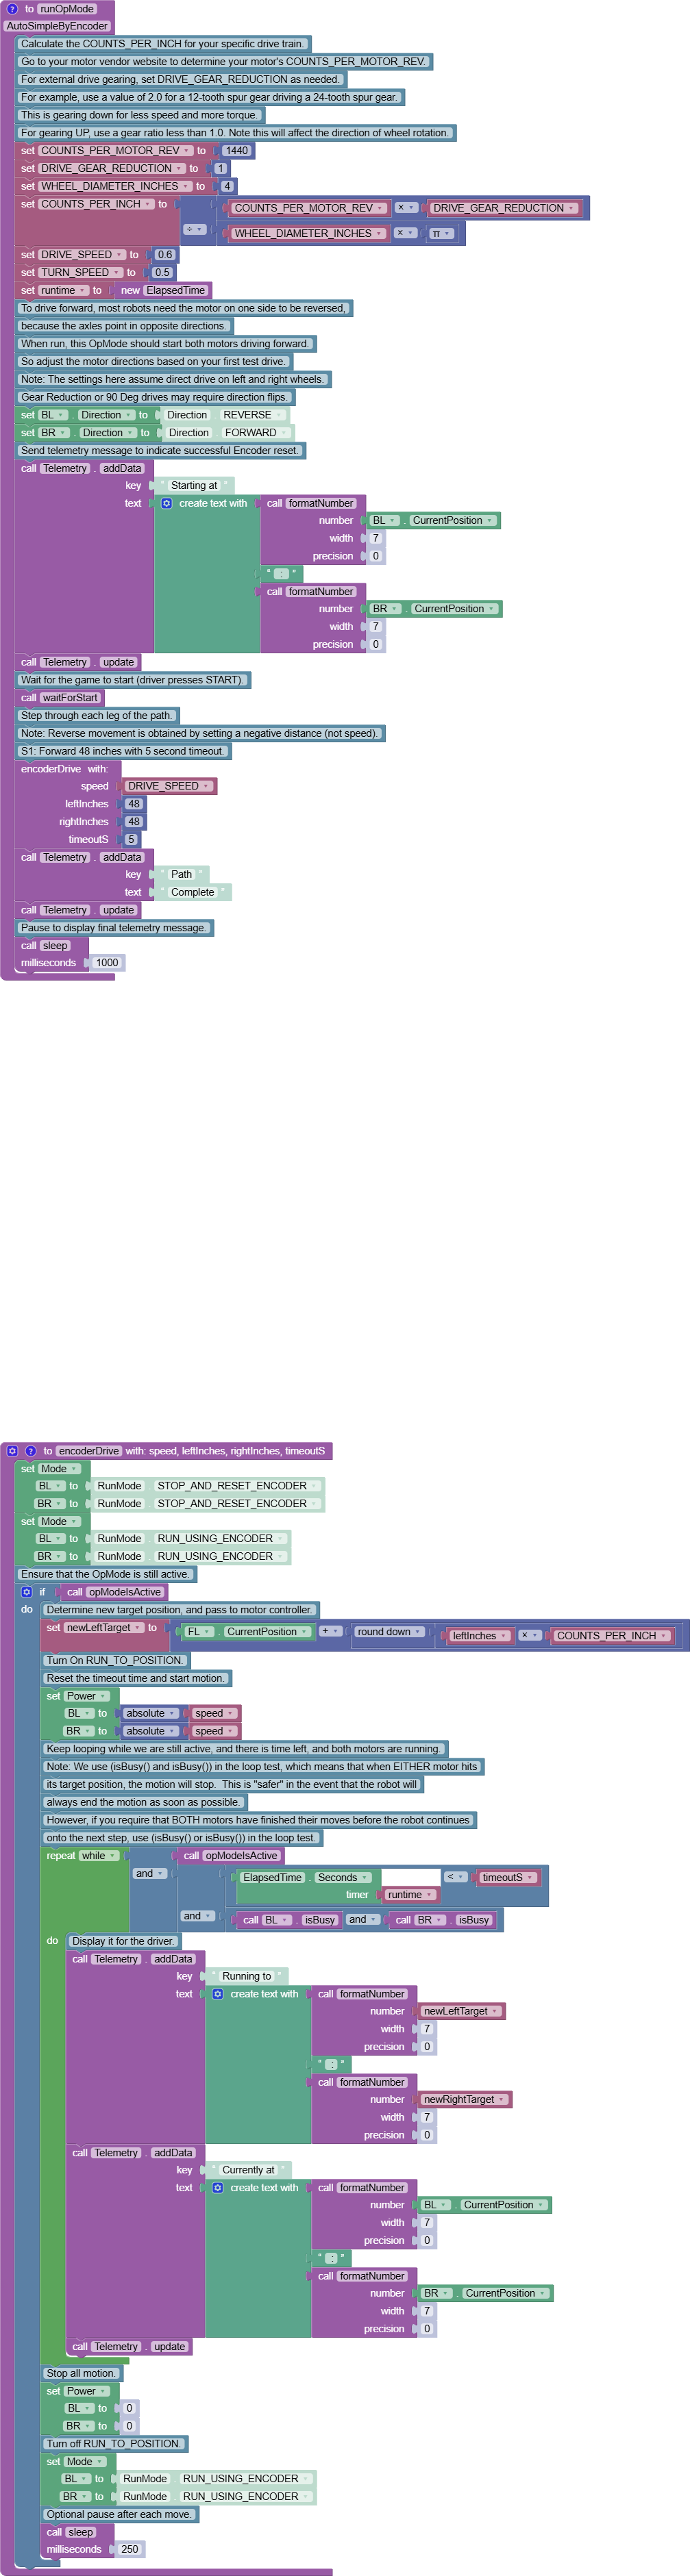 to runOpMode
AutoSimpleByEncoder
Calculate the COUNTS_PER_INCH for your specific drive train.
Go to your motor vendor website to determine your motor's COUNTS_PER_MOTOR_REV.
For external drive gearing, set DRIVE_GEAR_REDUCTION as needed.
For example, use a value of 2.0 for a 12-tooth spur gear driving a 24-tooth spur gear.
This is gearing down for less speed and more torque.
For gearing UP, use a gear ratio less than 1.0. Note this will affect the direction of wheel rotation.
set COUNTS_PER_MOTOR_REV to 1440
set DRIVE_GEAR_REDUCTION to 1
set WHEEL_DIAMETER_INCHES to 4
set COUNTS_PER_INCH to COUNTS_PER_MOTOR_REV × DRIVE_GEAR_REDUCTION
÷ WHEEL_DIAMETER_INCHES × π
set DRIVE_SPEED to 0.6
set TURN_SPEED to 0.5
set runtime to new ElapsedTime
To drive forward, most robots need the motor on one side to be reversed,
because the axles point in opposite directions.
When run, this OpMode should start both motors driving forward.
So adjust the motor directions based on your first test drive.
Note: The settings here assume direct drive on left and right wheels.
Gear Reduction or 90 Deg drives may require direction flips.
set BL . Direction to Direction . REVERSE
set BR . Direction to Direction . FORWARD
Send telemetry message to indicate successful Encoder reset.
call Telemetry . addData
key " Starting at "
text create text with call formatNumber
number BL . CurrentPosition
width 7
precision 0
" : "
call formatNumber
number BR . CurrentPosition
width 7
precision 0
call Telemetry . update
Wait for the game to start (driver presses START).
call waitForStart
Step through each leg of the path.
Note: Reverse movement is obtained by setting a negative distance (not speed).
S1: Forward 48 inches with 5 second timeout.
encoderDrive with:
speed DRIVE_SPEED
leftInches 48
rightInches 48
timeoutS 5
call Telemetry . addData
key " Path "
text " Complete "
call Telemetry . update
Pause to display final telemetry message.
call sleep
milliseconds 1000
to encoderDrive with: speed, leftInches, rightInches, timeoutS
set Mode
BL to RunMode . STOP_AND_RESET_ENCODER
BR to RunMode . STOP_AND_RESET_ENCODER
set Mode
BL to RunMode . RUN_USING_ENCODER
BR to RunMode . RUN_USING_ENCODER
Ensure that the OpMode is still active.
if call opModeIsActive
do Determine new target position, and pass to motor controller.
set newLeftTarget to FL . CurrentPosition + round down leftInches × COUNTS_PER_INCH
Turn On RUN_TO_POSITION.
Reset the timeout time and start motion.
set Power
BL to absolute speed
BR to absolute speed
Keep looping while we are still active, and there is time left, and both motors are running.
Note: We use (isBusy() and isBusy()) in the loop test, which means that when EITHER motor hits
its target position, the motion will stop. This is "safer" in the event that the robot will
always end the motion as soon as possible.
However, if you require that BOTH motors have finished their moves before the robot continues
onto the next step, use (isBusy() or isBusy()) in the loop test.
repeat while call opModeIsActive
and ElapsedTime . Seconds < timeoutS
timer runtime
and call BL . isBusy and call BR . isBusy
do Display it for the driver.
call Telemetry . addData
key " Running to "
text create text with call formatNumber
number newLeftTarget
width 7
precision 0
" : "
call formatNumber
number newRightTarget
width 7
precision 0
call Telemetry . addData
key " Currently at "
text create text with call formatNumber
number BL . CurrentPosition
width 7
precision 0
" : "
call formatNumber
number BR . CurrentPosition
width 7
precision 0
call Telemetry . update
Stop all motion.
set Power
BL to 0
BR to 0
Turn off RUN_TO_POSITION.
set Mode
BL to RunMode . RUN_USING_ENCODER
BR to RunMode . RUN_USING_ENCODER
Optional pause after each move.
call sleep
milliseconds 250